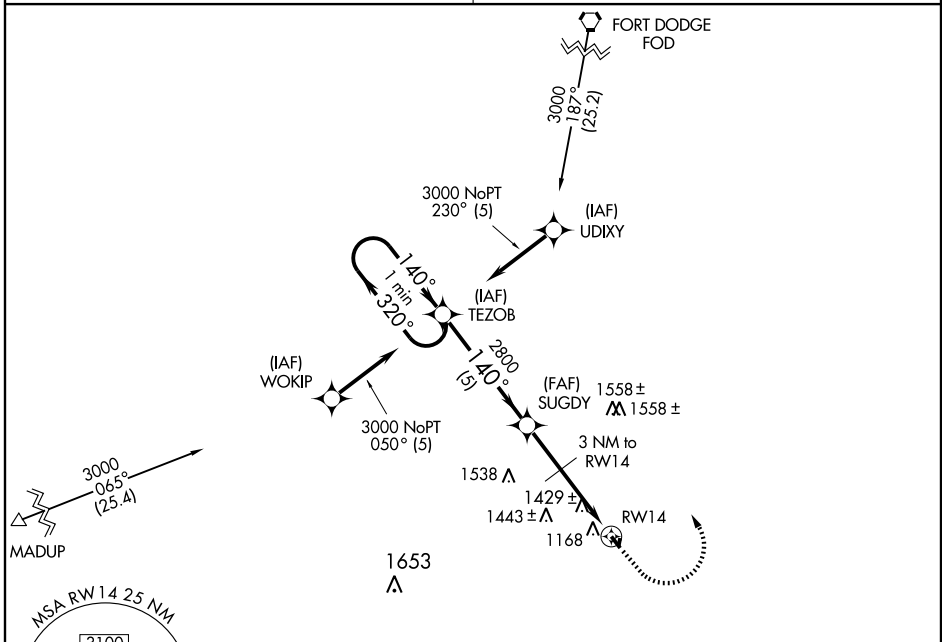 FORT DODGE
FOD
3000
187°
(25.2)
3000 NoPT
230° (5)
(IAF)
UDIXY
140°
1 min
320°
(IAF)
TEZOB
2800
140°
(5)
(IAF)
WOKIP
3000 NoPT
050° (5)
(FAF)
SUGDY
1558 ±
1558 ±
3 NM to
RW14
3000
065°
(25.4)
MADUP
1538
1429 ±
1443 ±
1168
RW14
1653
MSA RW14 25 NM
3100